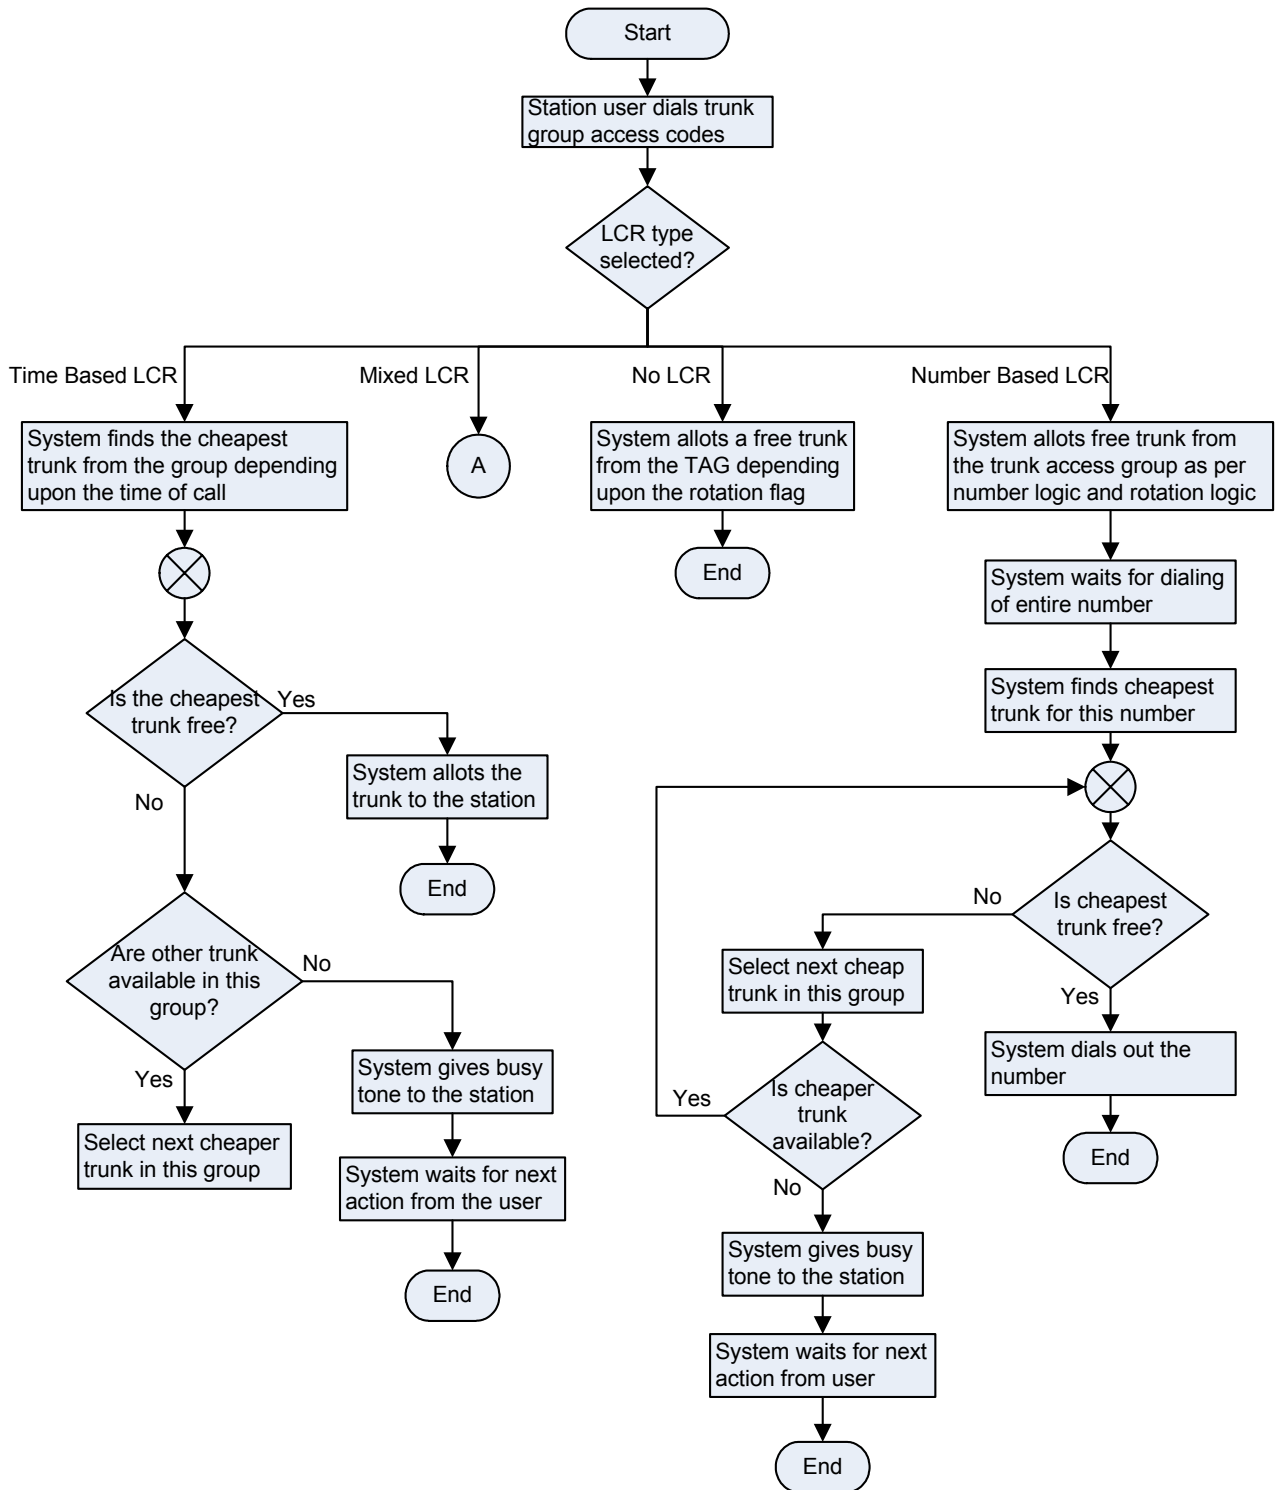 Start
Station user dials trunk
group access codes
LCR type
selected?
Time Based LCR
Mixed LCR
No LCR
Number Based LCR
System finds the cheapest
trunk from the group depending
upon the time of call
A
System allots a free trunk
from the TAG depending
upon the rotation flag
System allots free trunk from
the trunk access group as per
number logic and rotation logic
End
System waits for dialing
of entire number
System finds cheapest
trunk for this number
Is the cheapest
trunk free?
Yes
No
System allots the
trunk to the station
End
Is cheapest
trunk free?
No
Yes
Are other trunk
available in this
group?
No
Yes
Select next cheap
trunk in this group
System dials out the
number
End
System gives busy
tone to the station
Is cheaper
trunk
available?
Yes
No
Select next cheaper
trunk in this group
System waits for next
action from the user
End
System gives busy
tone to the station
System waits for next
action from user
End